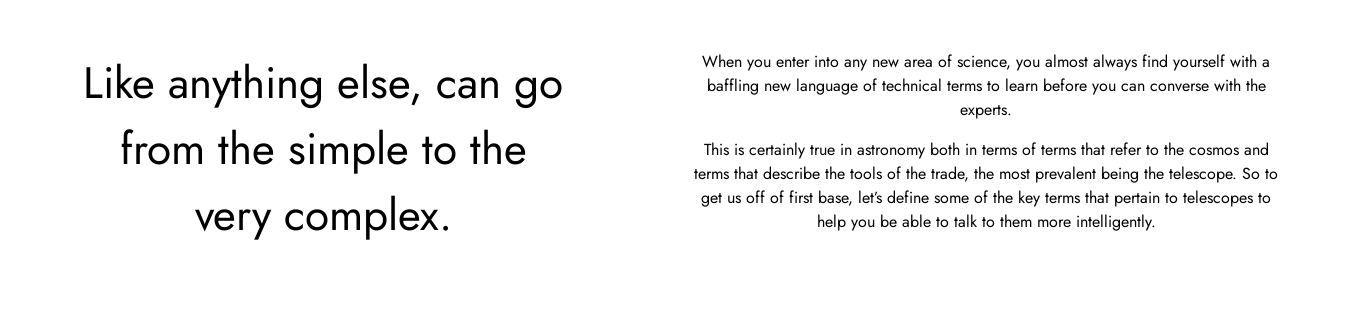 Like anything else, can go
from the simple to the
very complex.
When you enter into any new area of science, you almost always find yourself with a
baffling new language of technical terms to learn before you can converse with the
experts.
This is certainly true in astronomy both in terms of terms that refer to the cosmos and
terms that describe the tools of the trade, the most prevalent being the telescope. So to
get us off of first base, let’s define some of the key terms that pertain to telescopes to
help you be able to talk to them more intelligently.